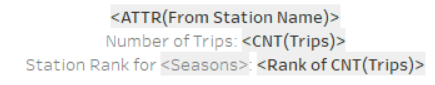 <ATTR(From Station Name)>
Number of Trips: <CNT(Trips)>
Station Rank for <Seasons>: <Rank of CNT(Trips)>